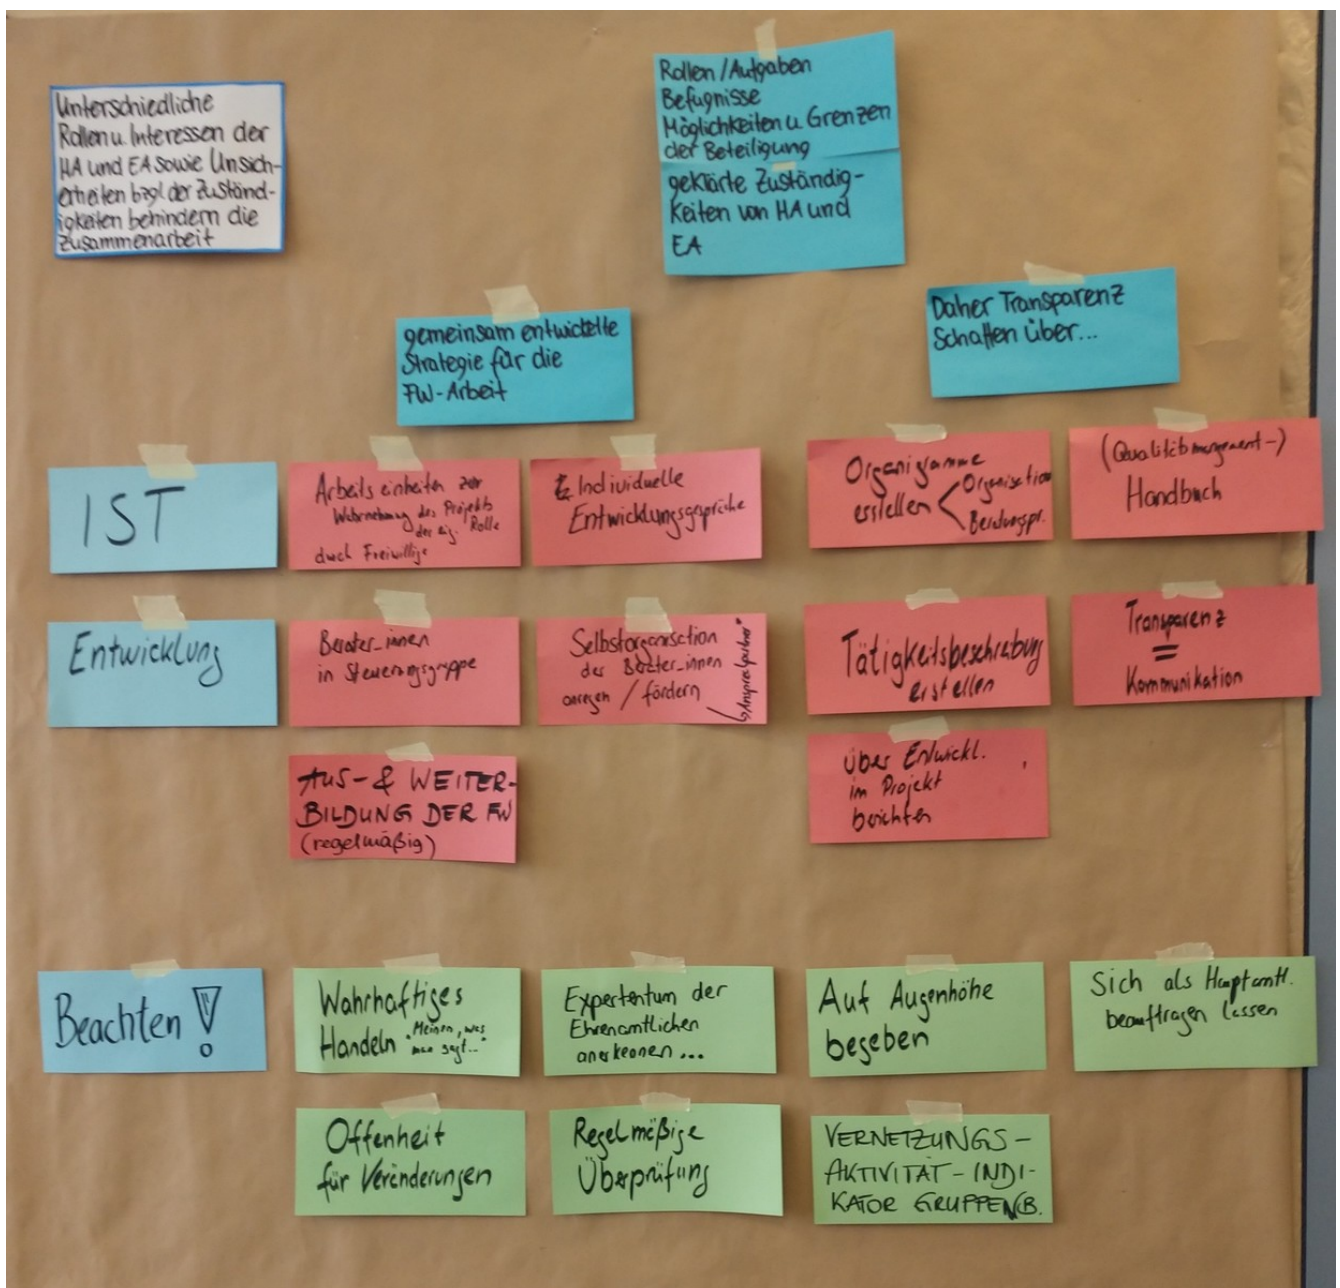 Unterschiedliche
Rollen u. Interessen der
HA und EA sowie Unsich-
erheiten bzgl. der Zuständ-
igkeiten behindern die
Zusammenarbeit
Rollen / Aufgaben
Befugnisse
Möglichkeiten u. Grenzen
der Beteiligung
geklärte Zuständig-
keiten von HA und
EA
gemeinsam entwickelte
Strategie für die
FW-Arbeit
Daher Transparenz
Schaffen über...
IST
Arbeitseinheiten zur
Wahrnehmung des Projekts
der eig. Rolle
durch Freiwillige
Individuelle
Entwicklungsgespräche
Organigramme
erstellen < Organisation
Beratungspr.
(Qualitätsmangement-)
Handbuch
Entwicklung
Berater_innen
in Steuerungsgruppe
Selbstorganisation
der Berater_innen
anregen / fördern
↳ Ansprechpartner*
Tätigkeitsbeschreibung
erstellen
Transparenz
=
Kommunikation
AUS- & WEITER-
BILDUNG DER FW
(regelmäßig)
über Entwickl.
im Projekt
berichten
Beachten!
Wahrhaftiges
Handeln "Meinen, was
man sagt..."
Expertentum der
Ehrenamtlichen
anerkennen...
Auf Augenhöhe
begeben
Sich als Hauptamtl.
beauftragen lassen
Offenheit
für Veränderungen
Regelmäßige
Überprüfung
VERNETZUNGS-
AKTIVITÄT-INDI-
KATOR GRUPPENB.